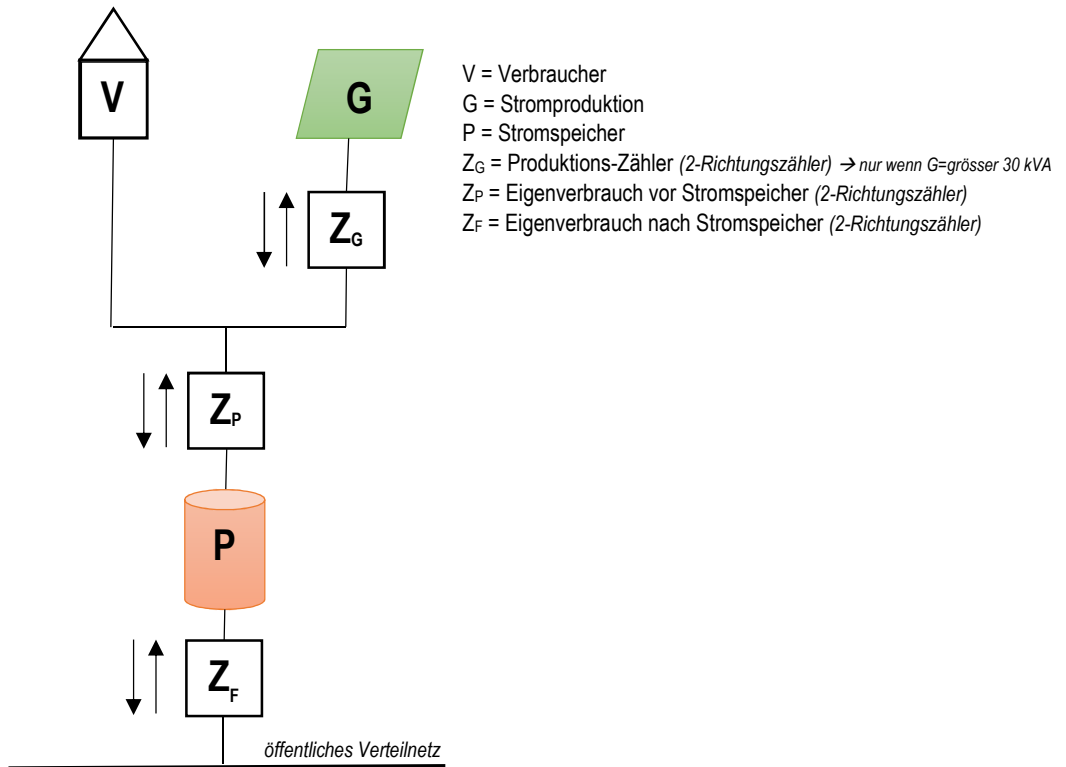 V
G
V = Verbraucher
G = Stromproduktion
P = Stromspeicher
ZG = Produktions-Zähler (2-Richtungszähler) → nur wenn G=grösser 30 kVA
ZP = Eigenverbrauch vor Stromspeicher (2-Richtungszähler)
ZF = Eigenverbrauch nach Stromspeicher (2-Richtungszähler)
ZG
ZP
P
ZF
öffentliches Verteilnetz